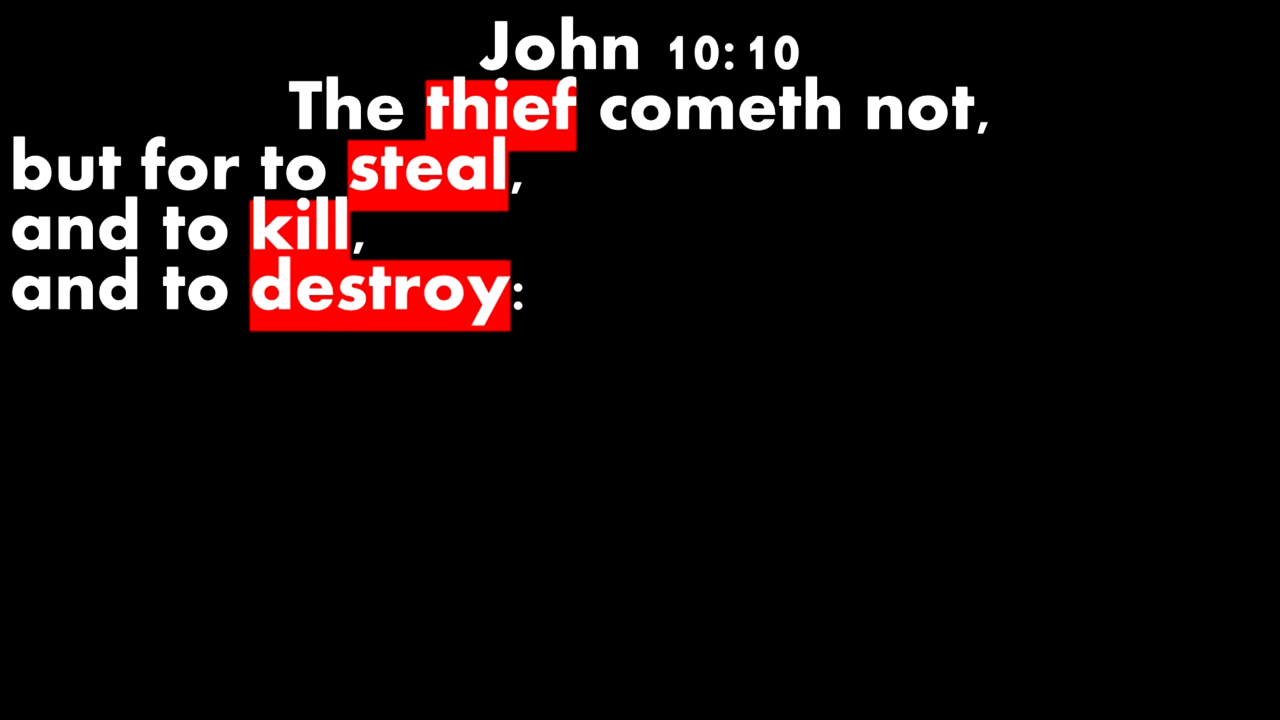 John 10:10
The thief cometh not,
but for to steal,
and to kill,
and to destroy: